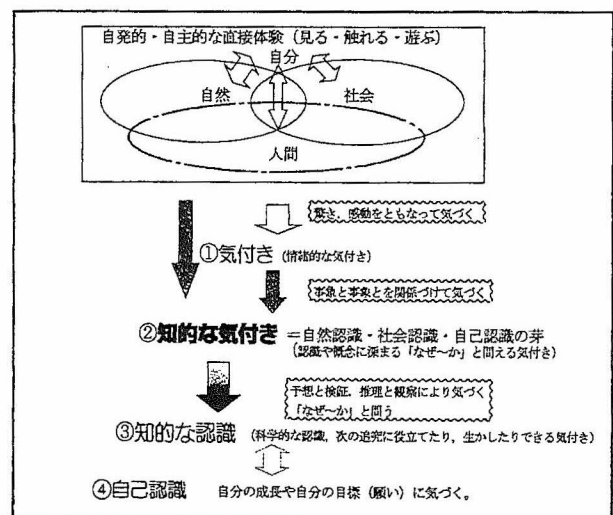 自発的・自主的な直接体験（見る・触れる・遊ぶ）
自分
自然
社会
人間
驚き、感動をともなって気づく
①気付き（情緒的な気付き）
事象と事象とを関係づけて気づく
②知的な気付き＝自然認識・社会認識・自己認識の芽
（認識や概念に深まる「なぜ～か」と問える気付き）
予想と検証、推理と観察により気づく
「なぜ～か」と問う
③知的な認識（科学的な認識、次の追究に役立てたり、生かしたりできる気付き）
④自己認識 自分の成長や自分の目標（願い）に気づく。